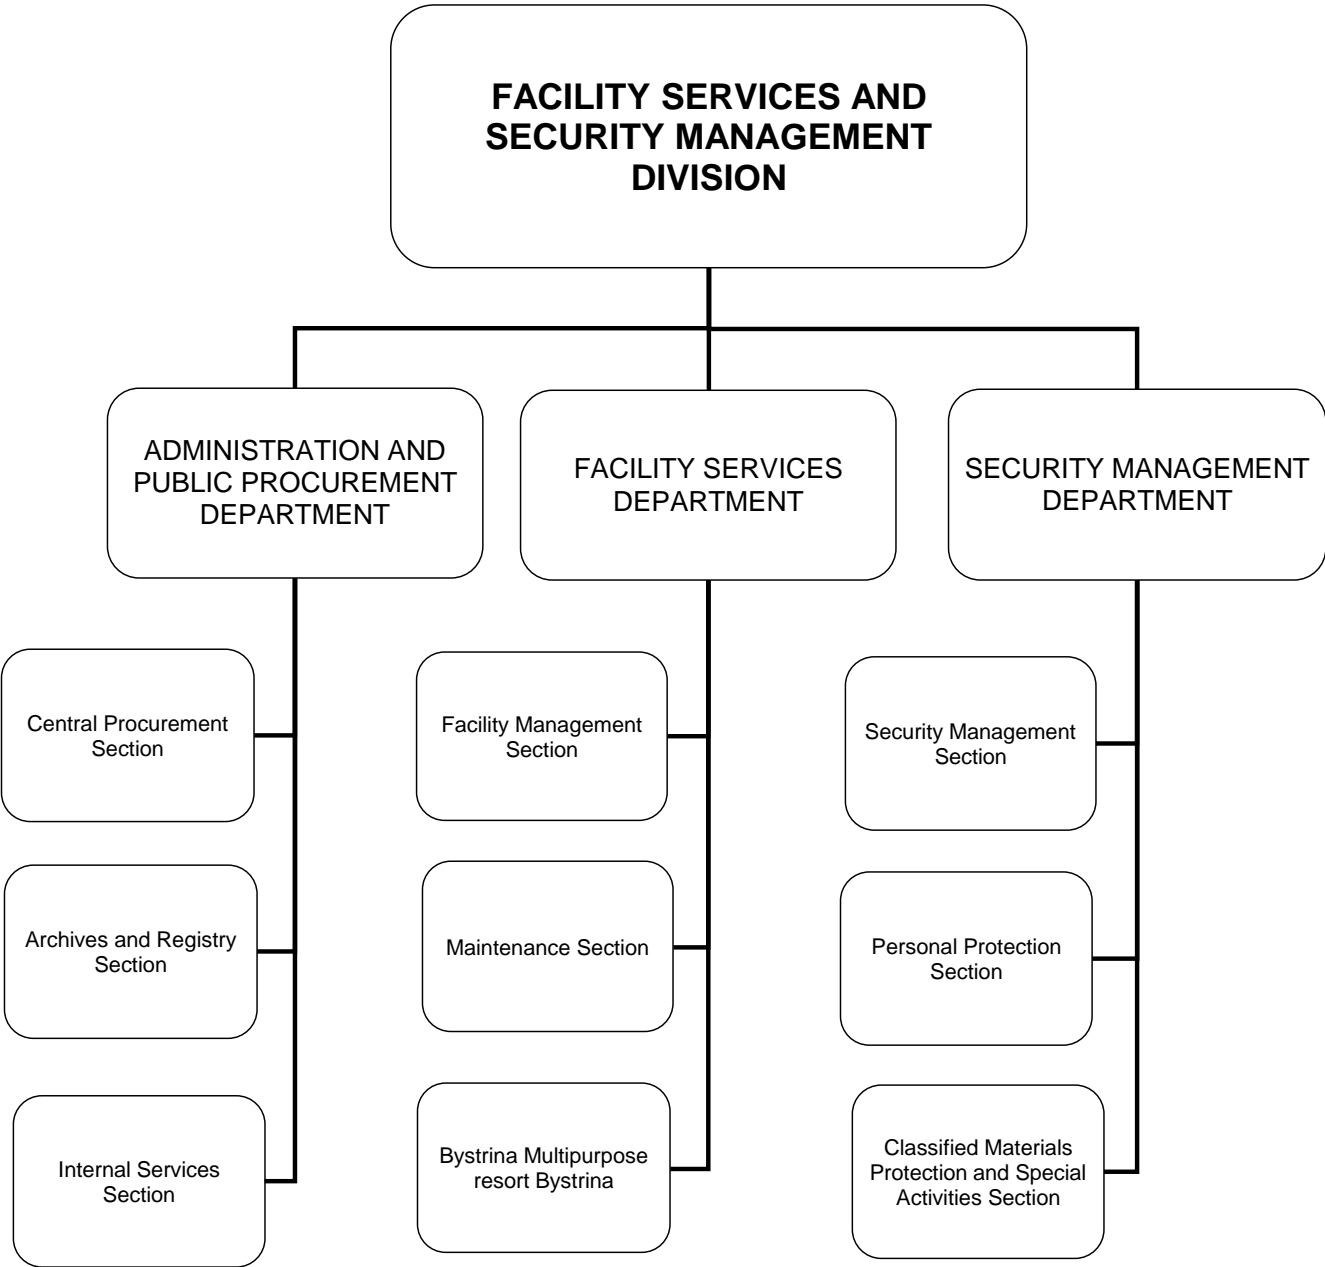 FACILITY SERVICES AND
SECURITY MANAGEMENT
DIVISION
ADMINISTRATION AND
PUBLIC PROCUREMENT
DEPARTMENT
FACILITY SERVICES
DEPARTMENT
SECURITY MANAGEMENT
DEPARTMENT
Central Procurement
Section
Facility Management
Section
Security Management
Section
Archives and Registry
Section
Maintenance Section
Personal Protection
Section
Internal Services
Section
Bystrina Multipurpose
resort Bystrina
Classified Materials
Protection and Special
Activities Section